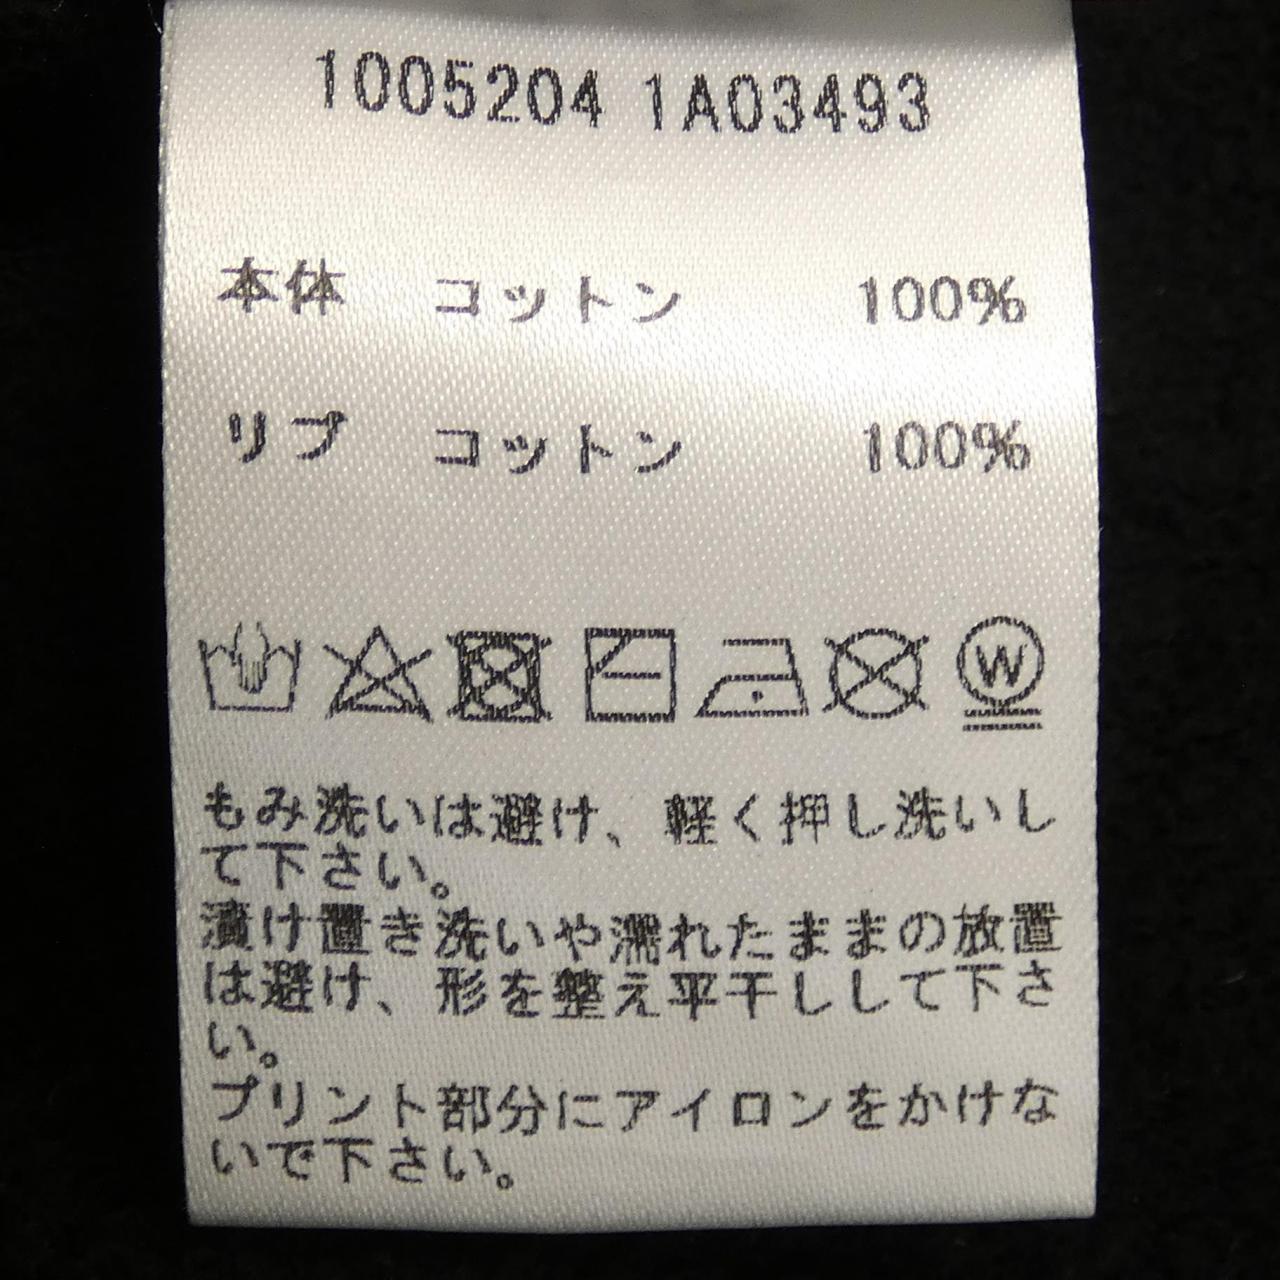 1005204 1A03493
本体 コットン 100%
リブ コットン 100%
W
もみ洗いは避け、軽く押し洗いし
て下さい。
漬け置き洗いや濡れたままの放置
は避け、形を整え平干しして下さ
い。
プリント部分にアイロンをかけな
いで下さい。